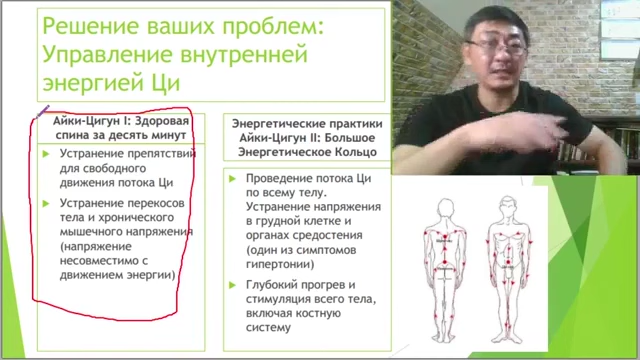 Решение ваших проблем:
Управление внутренней
энергией Ци
Айки-Цигун I: Здоровая
спина за десять минут
Устранение препятствий
для свободного
движения потока Ци
Устранение перекосов
тела и хронического
мышечного напряжения
(напряжение
несовместимо с
движением энергии)
Энергетические практики
Айки-Цигун II: Большое
Энергетическое Кольцо
Проведение потока Ци
по всему телу.
Устранение напряжения
в грудной клетке и
органах средостения
(один из симптомов
гипертонии)
Глубокий прогрев и
стимуляция всего тела,
включая костную
систему